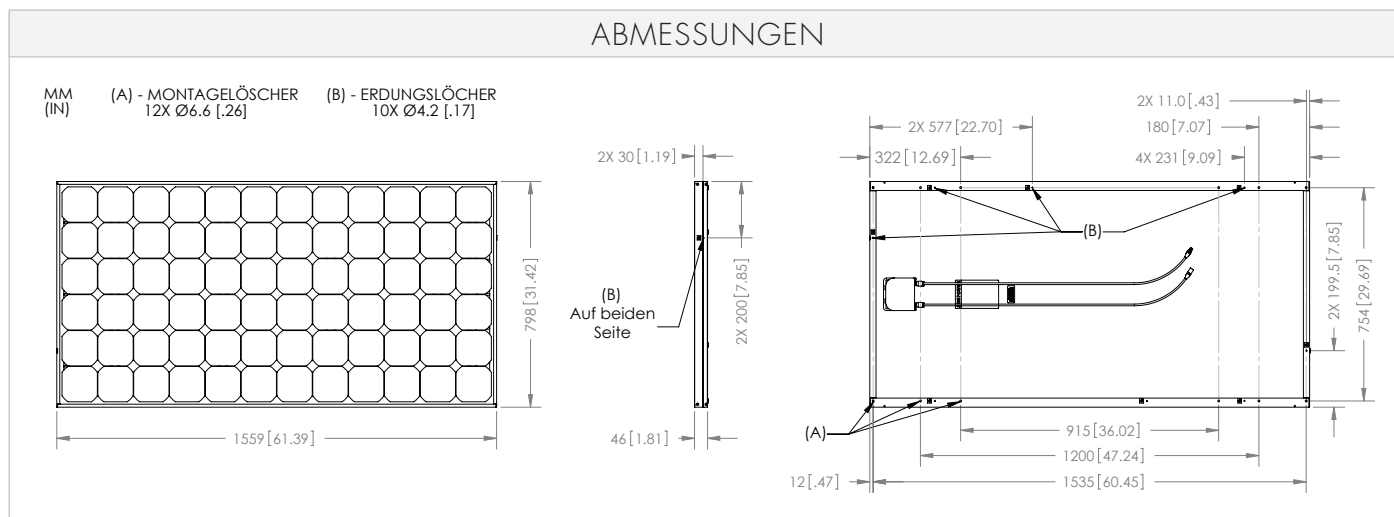 ABMESSUNGEN
MM
(IN)
(A) - MONTAGELÖSCHER
12X Ø6.6 [.26]
(B) - ERDUNGSLÖCHER
10X Ø4.2 [.17]
798 [31.42]
1559 [61.39]
2X 30 [1.19]
(B)
Auf beiden
Seite
2X 200 [7.85]
46 [1.81]
2X 11.0 [.43]
2X 577 [22.70]
180 [7.07]
322 [12.69]
4X 231 [9.09]
(B)
2X 199.5 [7.85]
754 [29.69]
(A)
915 [36.02]
1200 [47.24]
12 [.47]
1535 [60.45]